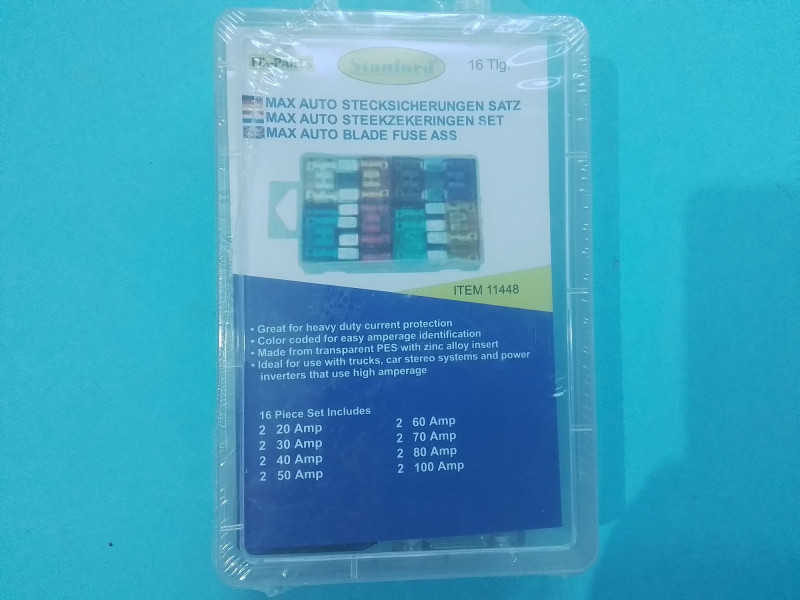 FIX-PARTS
Stanford
16 Tlg.
MAX AUTO STECKSICHERUNGEN SATZ
MAX AUTO STEEKZEKERINGEN SET
MAX AUTO BLADE FUSE ASS
ITEM 11448
• Great for heavy duty current protection
• Color coded for easy amperage identification
• Made from transparent PES with zinc alloy insert
• Ideal for use with trucks, car stereo systems and power
inverters that use high amperage
16 Piece Set Includes
2 20 Amp
2 30 Amp
2 40 Amp
2 50 Amp
2 60 Amp
2 70 Amp
2 80 Amp
2 100 Amp